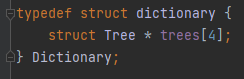 typedef struct dictionary {
    struct Tree * trees[4];
} Dictionary;